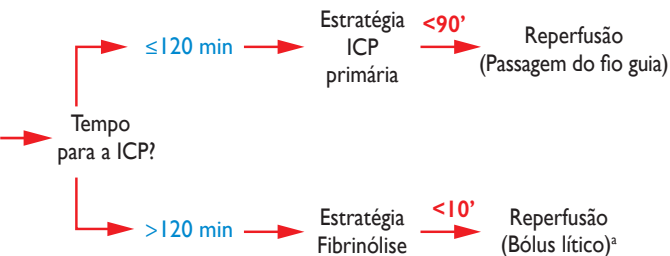 ≤120 min
Estratégia
ICP
primária
<90’
Reperfusão
(Passagem do fio guia)
Tempo
para a ICP?
>120 min
Estratégia
Fibrinólise
<10’
Reperfusão
(Bólus lítico)ª